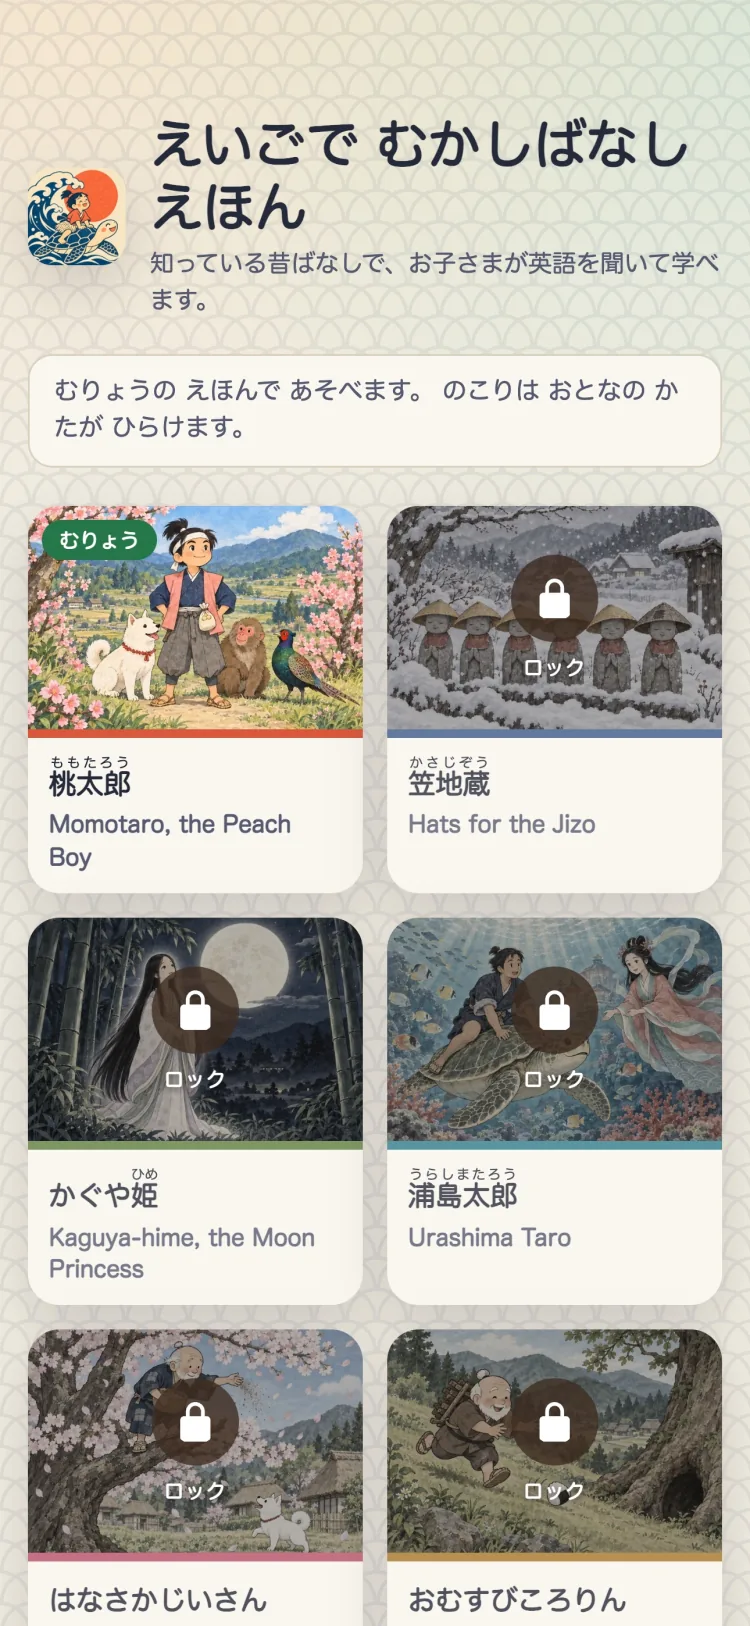 えいごで むかしばなし
えほん
知っている昔ばなしで、お子さまが英語を聞いて学べ
ます。
むりょうの えほんで あそべます。 のこりは おとなの か
たが ひらけます。
むりょう
ロック
ももたろう
桃太郎
Momotaro, the Peach
Boy
かさじぞう
笠地蔵
Hats for the Jizo
ロック
ロック
ひめ
かぐや姫
Kaguya-hime, the Moon
Princess
うらしまたろう
浦島太郎
Urashima Taro
ロック
ロック
はなさかじいさん
おむすびころりん